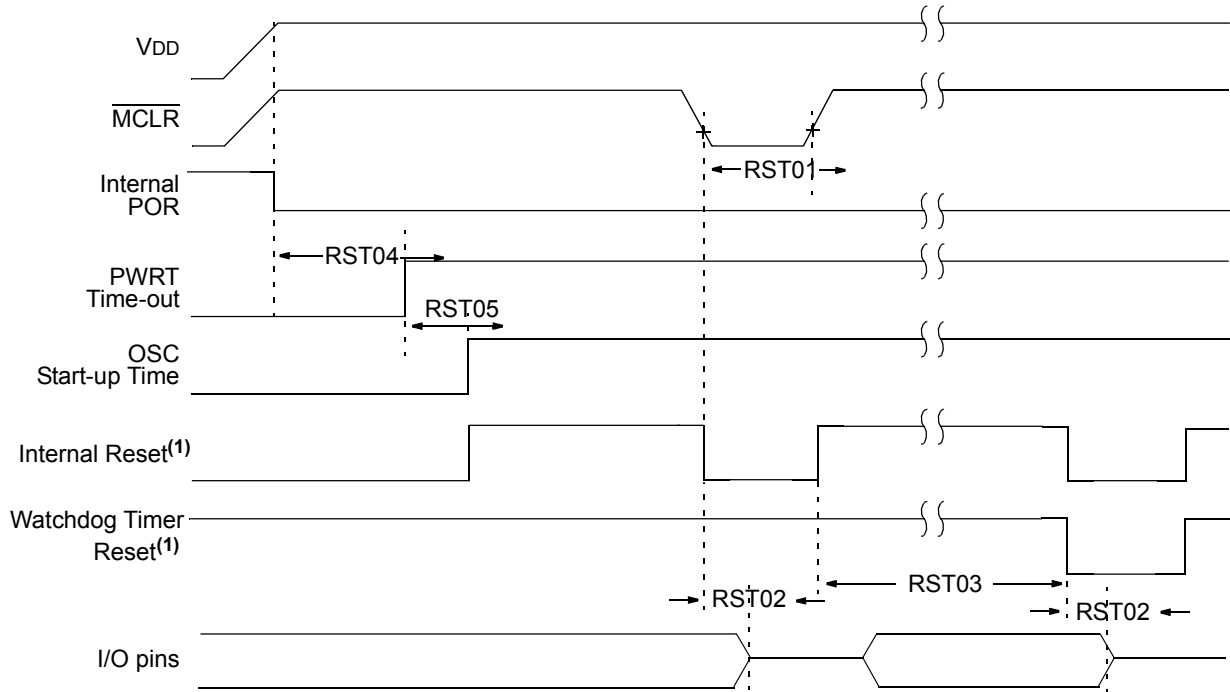 VDD
MCLR
RST01
Internal
POR
RST04
PWRT
Time-out
RST05
OSC
Start-up Time
Internal Reset(1)
Watchdog Timer
Reset(1)
RST03
RST02
RST02
I/O pins